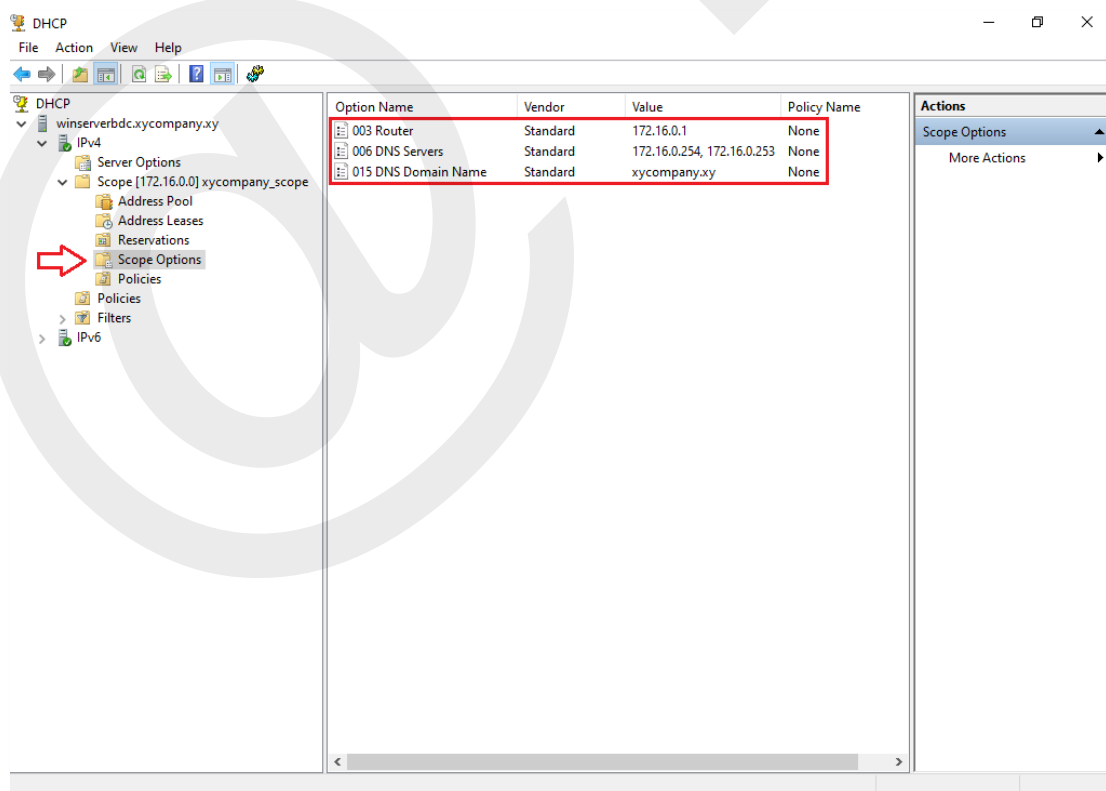 DHCP
File Action View Help
DHCP
winserverbdc.xycompany.xy
IPv4
Server Options
Scope [172.16.0.0] xycompany_scope
Address Pool
Address Leases
Reservations
Scope Options
Policies
Policies
Filters
IPv6
Option Name Vendor Value Policy Name
003 Router Standard 172.16.0.1 None
006 DNS Servers Standard 172.16.0.254, 172.16.0.253 None
015 DNS Domain Name Standard xycompany.xy None
Actions
Scope Options
More Actions